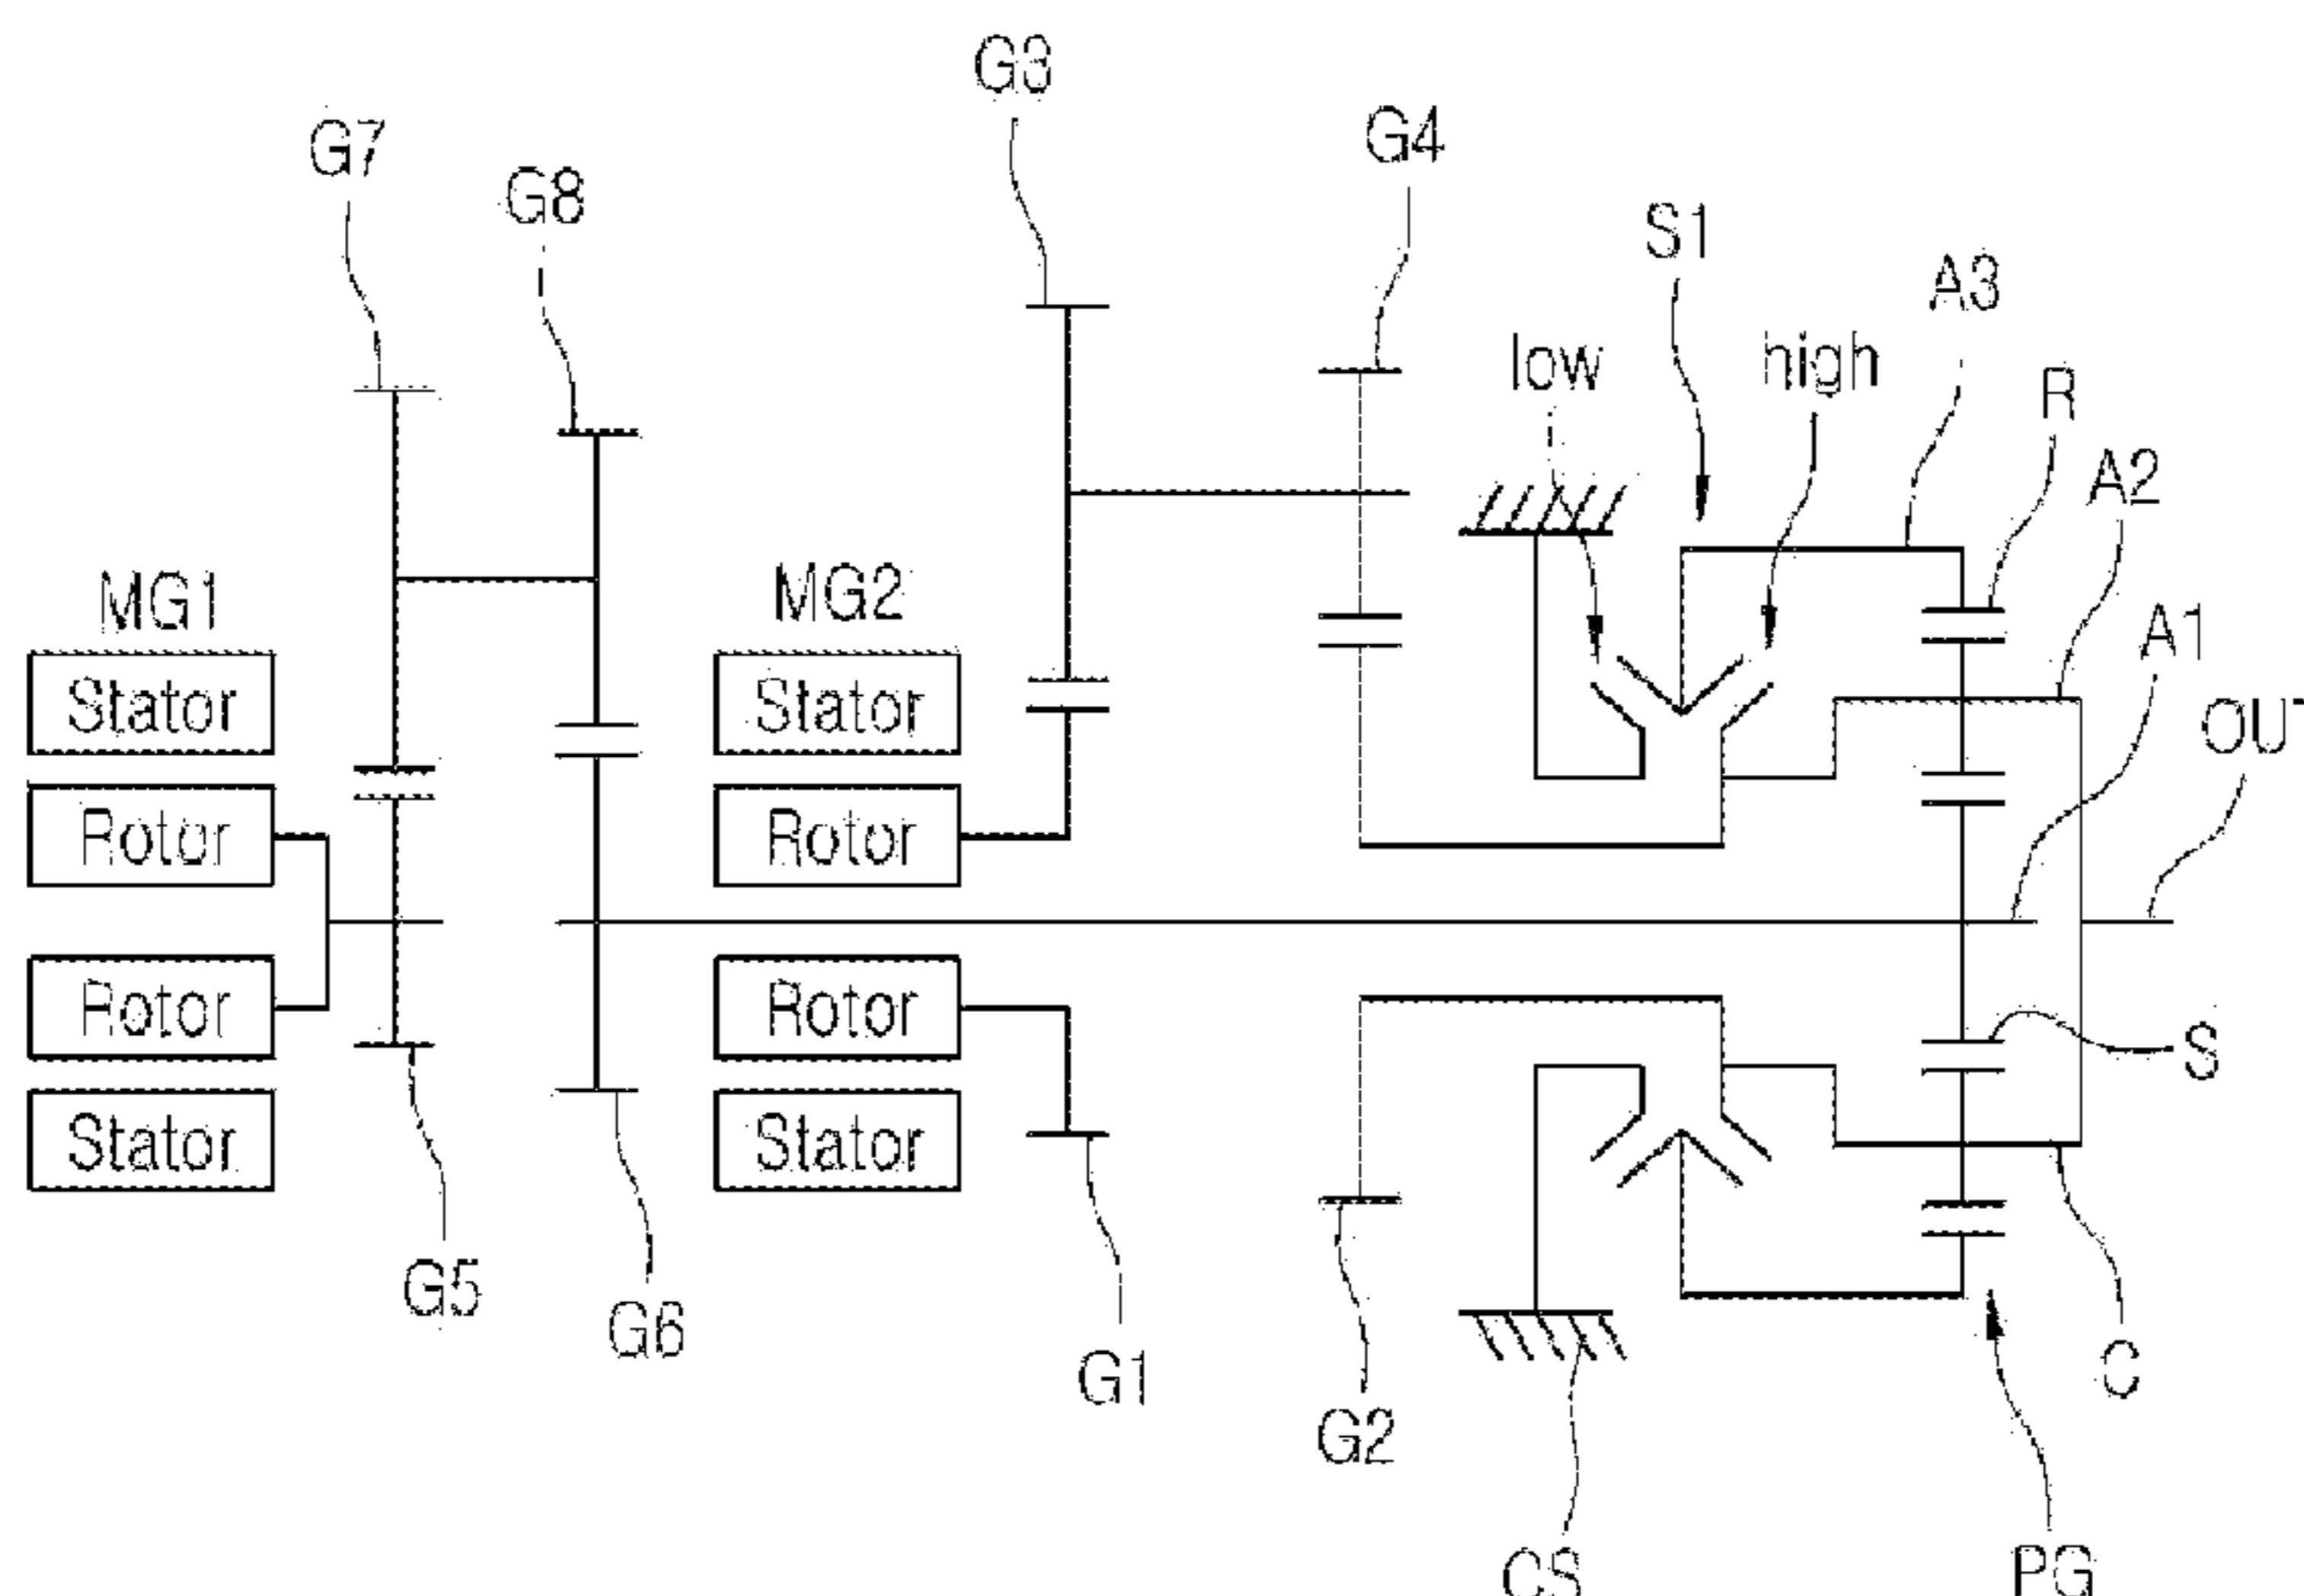 G3
G7
G4
G8
S1
A3
low
high
R
A2
MG1
MG2
A1
Stator
Stator
OUT
Rotor
Rotor
Rotor
Rotor
S
Stator
Stator
G5
G6
G1
C
G2
CS
PG